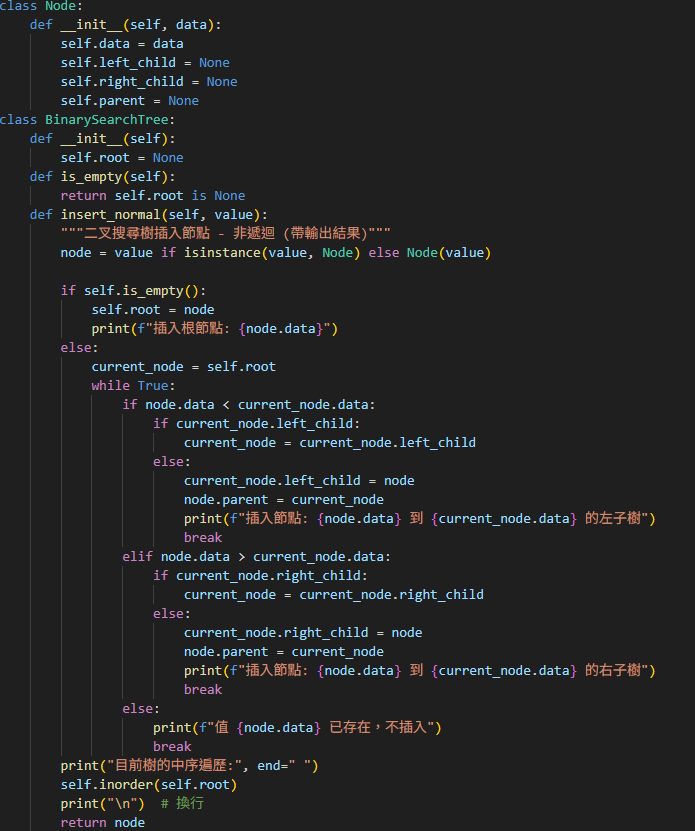 class Node:
    def __init__(self, data):
        self.data = data
        self.left_child = None
        self.right_child = None
        self.parent = None
class BinarySearchTree:
    def __init__(self):
        self.root = None
    def is_empty(self):
        return self.root is None
    def insert_normal(self, value):
        """二叉搜尋樹插入節點 - 非遞迴 (帶輸出結果)"""
        node = value if isinstance(value, Node) else Node(value)

        if self.is_empty():
            self.root = node
            print(f"插入根節點: {node.data}")
        else:
            current_node = self.root
            while True:
                if node.data < current_node.data:
                    if current_node.left_child:
                        current_node = current_node.left_child
                    else:
                        current_node.left_child = node
                        node.parent = current_node
                        print(f"插入節點: {node.data} 到 {current_node.data} 的左子樹")
                        break
                elif node.data > current_node.data:
                    if current_node.right_child:
                        current_node = current_node.right_child
                    else:
                        current_node.right_child = node
                        node.parent = current_node
                        print(f"插入節點: {node.data} 到 {current_node.data} 的右子樹")
                        break
                else:
                    print(f"值 {node.data} 已存在，不插入")
                    break
        print("目前樹的中序遍歷:", end=" ")
        self.inorder(self.root)
        print("\n")  # 換行
        return node